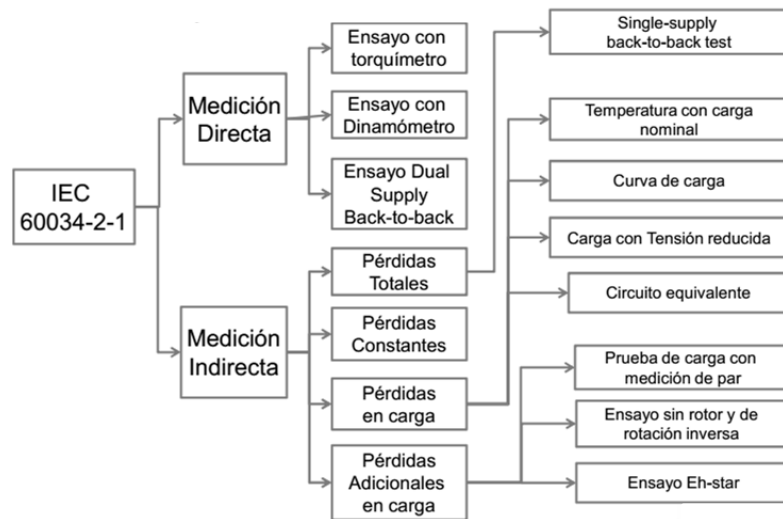 IEC
60034-2-1
Medición
Directa
Ensayo con
torquímetro
Ensayo con
Dinamómetro
Ensayo Dual
Supply
Back-to-back
Medición
Indirecta
Pérdidas
Totales
Pérdidas
Constantes
Pérdidas
en carga
Pérdidas
Adicionales
en carga
Single-supply
back-to-back test
Temperatura con carga
nominal
Curva de carga
Carga con Tensión reducida
Circuito equivalente
Prueba de carga con
medición de par
Ensayo sin rotor y de
rotación inversa
Ensayo Eh-star